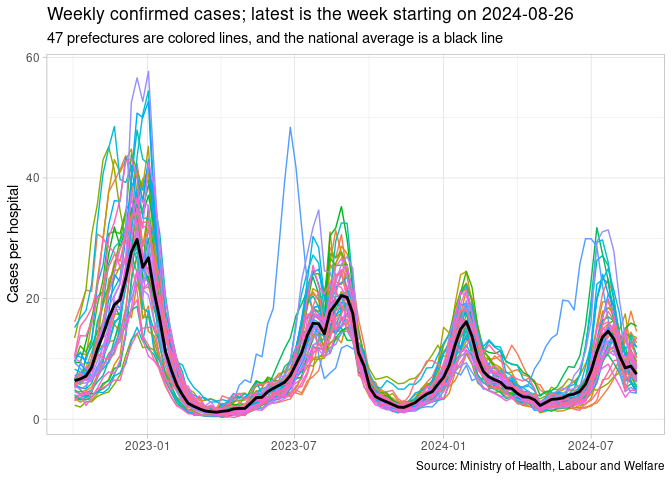 Weekly confirmed cases; latest is the week starting on 2024-08-26
47 prefectures are colored lines, and the national average is a black line
60
40
20
0
Cases per hospital
2023-01
2023-07
2024-01
2024-07
Source: Ministry of Health, Labour and Welfare